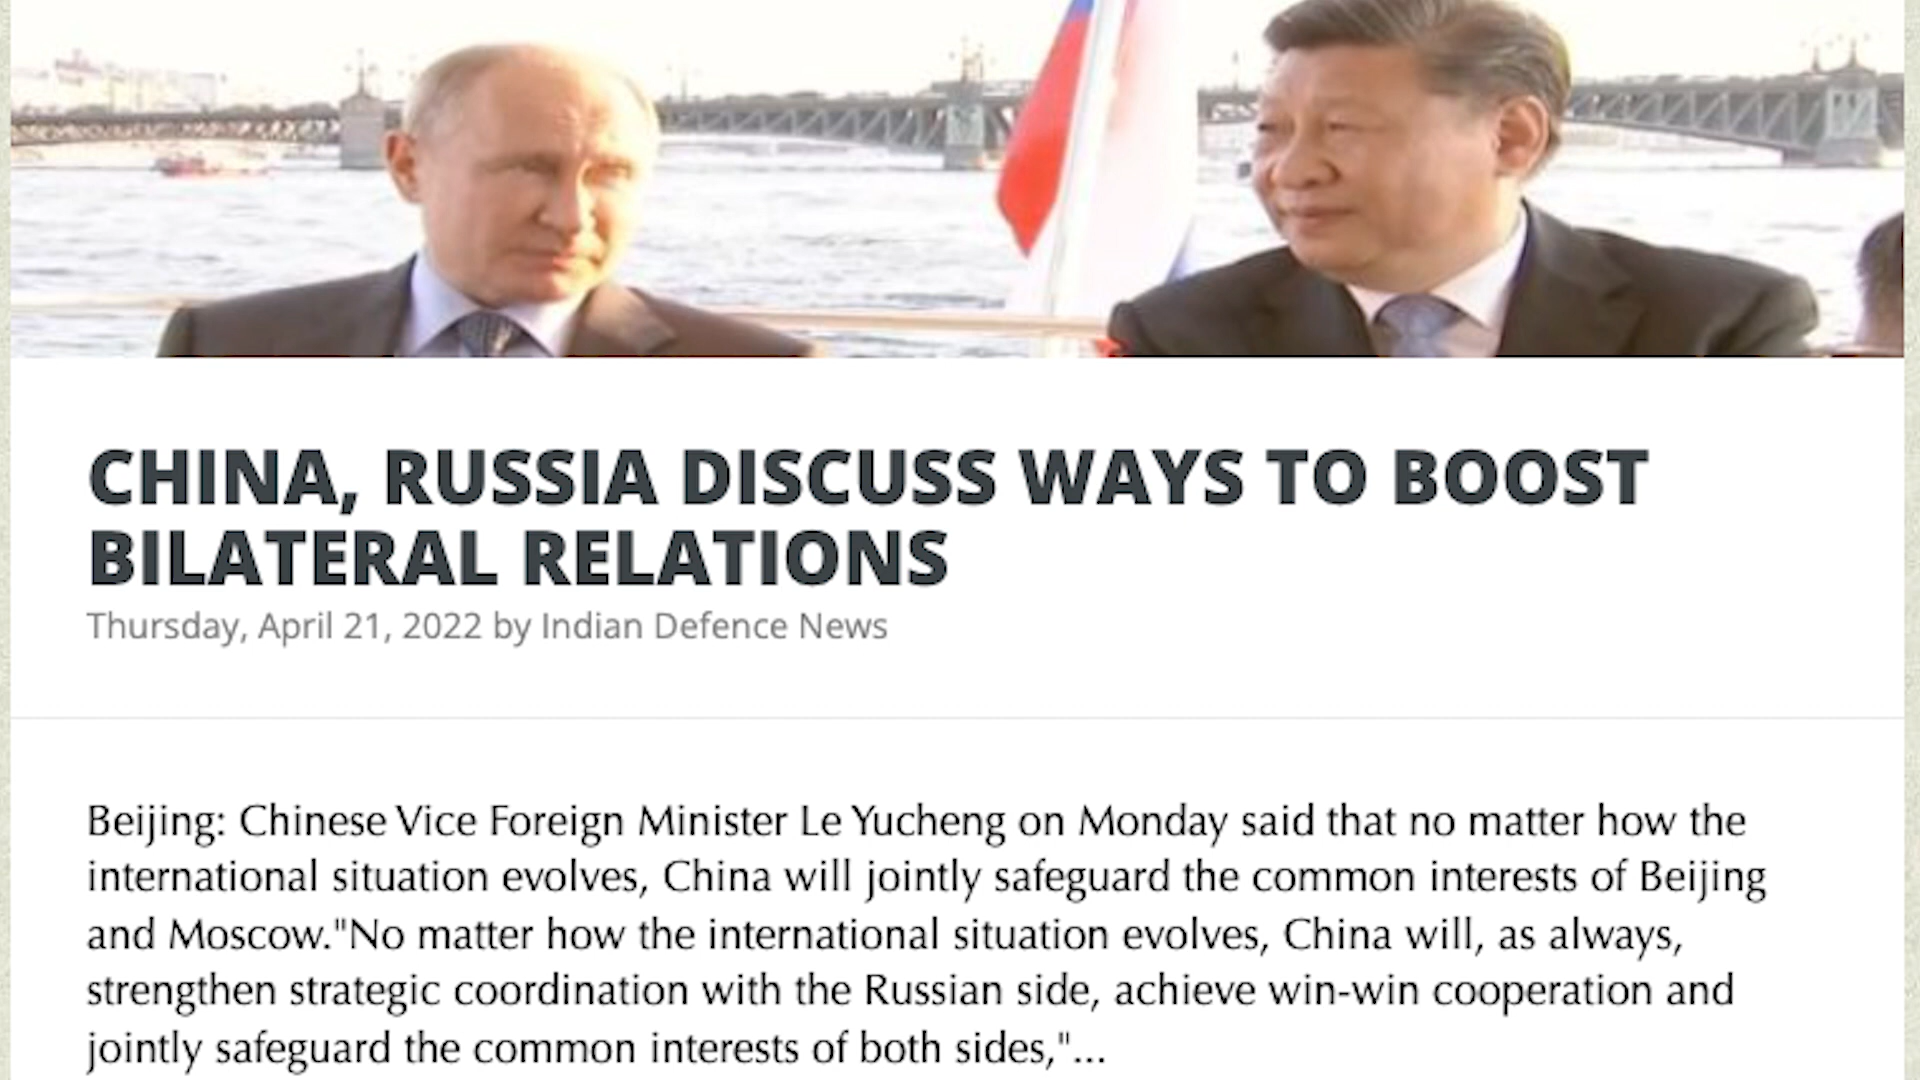 CHINA, RUSSIA DISCUSS WAYS TO BOOST
BILATERAL RELATIONS
Thursday, April 21, 2022 by Indian Defence News
Beijing: Chinese Vice Foreign Minister Le Yucheng on Monday said that no matter how the
international situation evolves, China will jointly safeguard the common interests of Beijing
and Moscow."No matter how the international situation evolves, China will, as always,
strengthen strategic coordination with the Russian side, achieve win-win cooperation and
jointly safeguard the common interests of both sides,"...